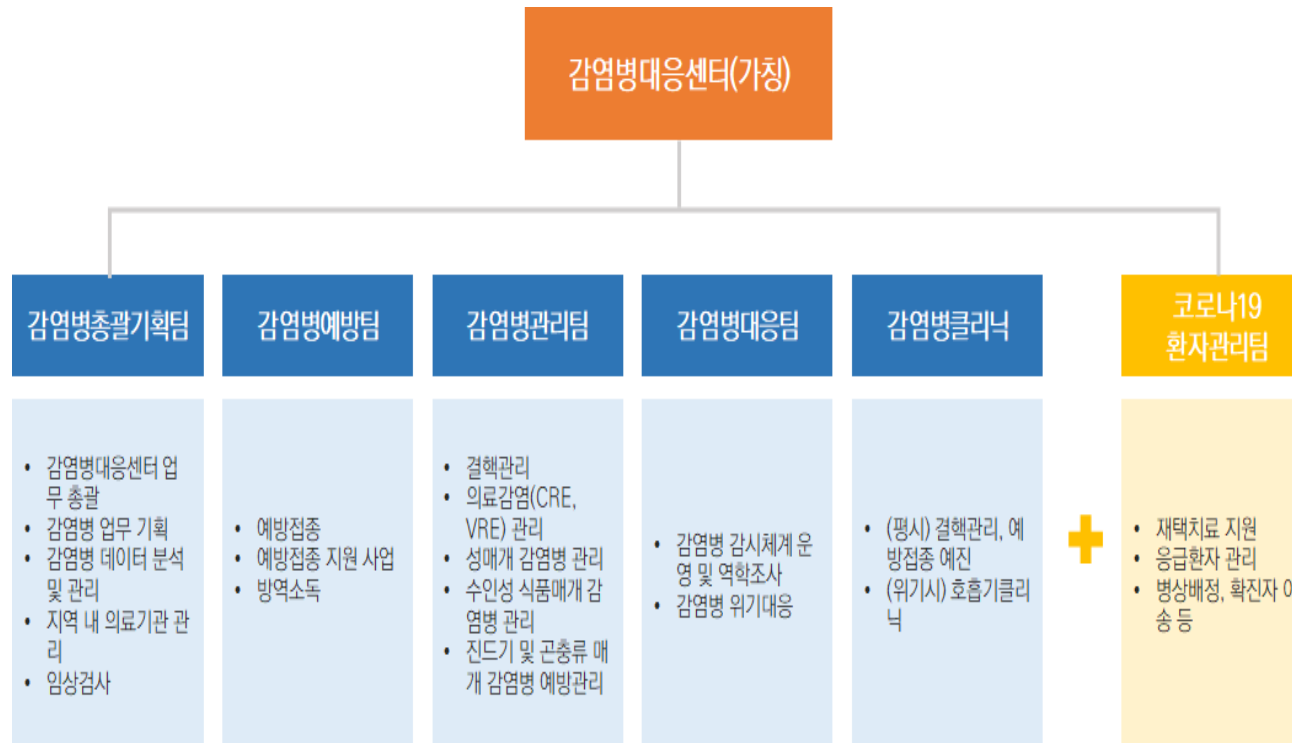 감염병대응센터(가칭)
감염병총괄기획팀
감염병예방팀
감염병관리팀
감염병대응팀
감염병클리닉
코로나19
환자관리팀
• 감염병대응센터 업
무 총괄
• 감염병 업무 기획
• 감염병 데이터 분석
및 관리
• 지역 내 의료기관 관
리
• 임상검사
• 예방접종
• 예방접종 지원 사업
• 방역소독
• 결핵관리
• 의료감염(CRE,
VRE) 관리
• 성매개 감염병 관리
• 수인성 식품매개 감
염병 관리
• 진드기 및 곤충류 매
개 감염병 예방관리
• 감염병 감시체계 운
영 및 역학조사
• 감염병 위기대응
• (평시) 결핵관리, 예
방접종 예진
• (위기시) 호흡기클리
닉
• 재택치료 지원
• 응급환자 관리
• 병상배정, 확진자 이
송 등